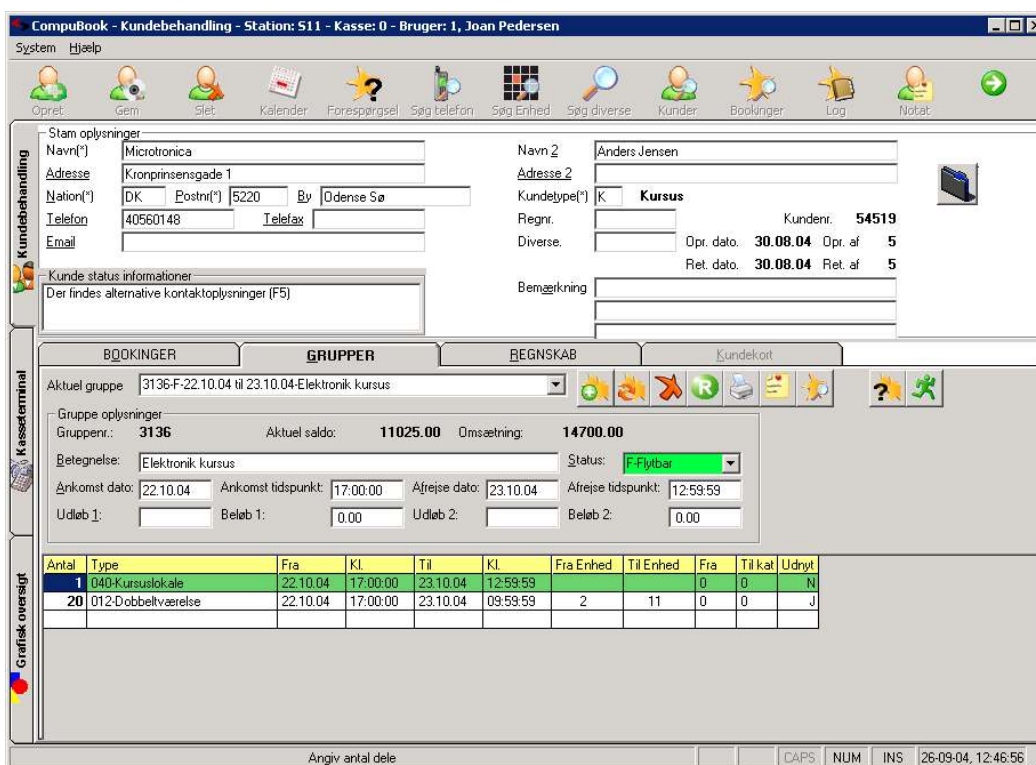 CompuBook - Kundebehandling - Station: S11 - Kasse: 0 - Bruger: 1, Joan Pedersen
System Hjælp
Opret Gem Slet Kalender Forespørgsel Søg telefon Søg Enhed Søg diverse Kunder Bookinger Log Notat
Kundebehandling
Kasseterminal
Grafisk oversigt
Stam oplysninger
Navn(*) Microtronica Navn 2 Anders Jensen
Adresse Kronprinsensgade 1 Adresse 2
Nation(*) DK Postnr(*) 5220 By Odense Sø Kundetype(*) K Kursus
Telefon 40560148 Telefax Regnr. Kundenr. 54519
Email Diverse. Opr. dato. 30.08.04 Opr. af 5
Ret. dato. 30.08.04 Ret. af 5
Kunde status informationer
Der findes alternative kontaktoplysninger (F5)
Bemærkning
BOOKINGER GRUPPER REGNSKAB Kundekort
Aktuel gruppe 3136-F-22.10.04 til 23.10.04-Elektronik kursus
R
Gruppe oplysninger
Gruppenr.: 3136 Aktuel saldo: 11025.00 Omsætning: 14700.00
Betegnelse: Elektronik kursus Status: F-Flytbar
Ankomst dato: 22.10.04 Ankomst tidspunkt: 17:00:00 Afrejse dato: 23.10.04 Afrejse tidspunkt: 12:59:59
Udløb 1: Beløb 1: 0.00 Udløb 2: Beløb 2: 0.00
Antal Type Fra Kl. Til Kl. Fra Enhed Til Enhed Fra Til kat Udnyt
1 040-Kursuslokale 22.10.04 17:00:00 23.10.04 12:59:59 0 0 N
20 012-Dobbeltværelse 22.10.04 17:00:00 23.10.04 09:59:59 2 11 0 0 J
Angiv antal dele CAPS NUM INS 26-09-04, 12:46:56